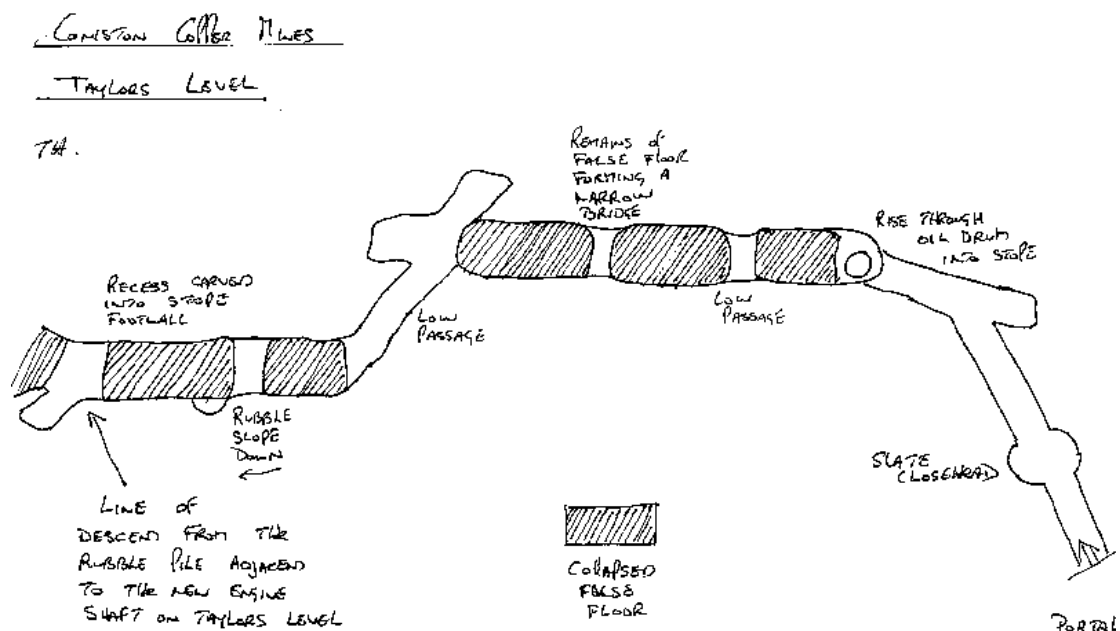 CONISTON COPPER MINES
TAYLORS LEVEL
REMAINS OF
FALSE FLOOR
FORMING A
NARROW
BRIDGE
RISE THROUGH
OIL DRUM
INTO STOPE
RECESS CARVED
INTO STOPE
FOOTWALL
LOW
PASSAGE
LOW
PASSAGE
RUBBLE
SLOPE
DOWN
SLATE
CLOSEHEAD
LINE OF
DESCENT FROM THE
RUBBLE PILE ADJACENT
TO THE NEW ENGINE
SHAFT ON TAYLORS LEVEL
COLLAPSED
FALSE
FLOOR
PORTAL